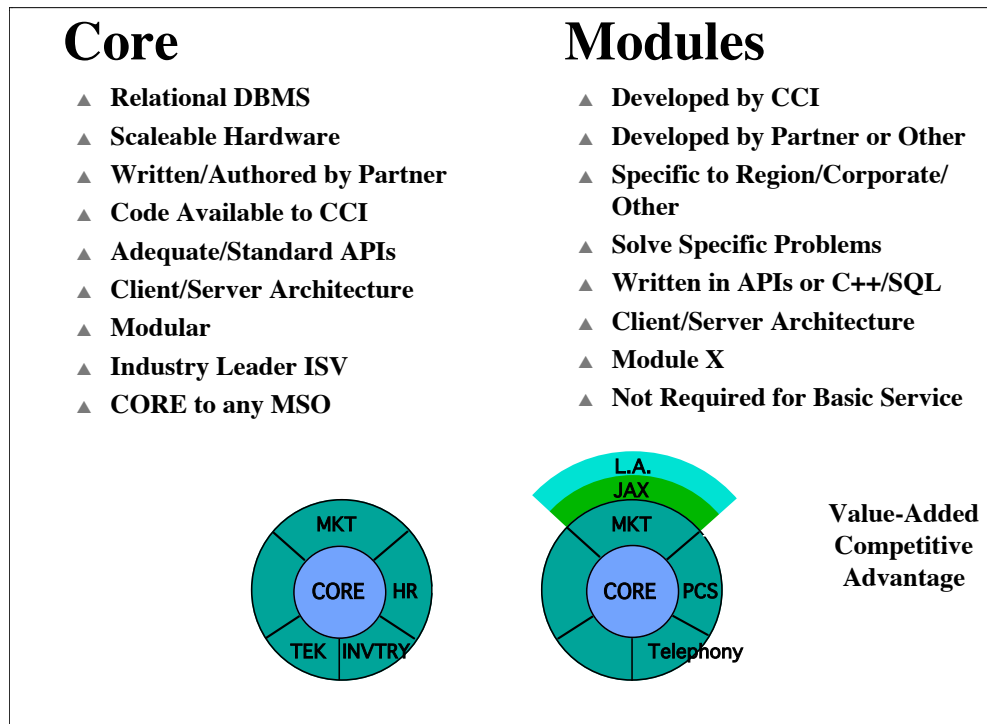 Core
Relational DBMS
Scaleable Hardware
Written/Authored by Partner
Code Available to CCI
Adequate/Standard APIs
Client/Server Architecture
Modular
Industry Leader ISV
CORE to any MSO
Modules
Developed by CCI
Developed by Partner or Other
Specific to Region/Corporate/
Other
Solve Specific Problems
Written in APIs or C++/SQL
Client/Server Architecture
Module X
Not Required for Basic Service
MKT
CORE
HR
TEK
INVTRY
L.A.
JAX
MKT
CORE
PCS
Telephony
Value-Added
Competitive
Advantage